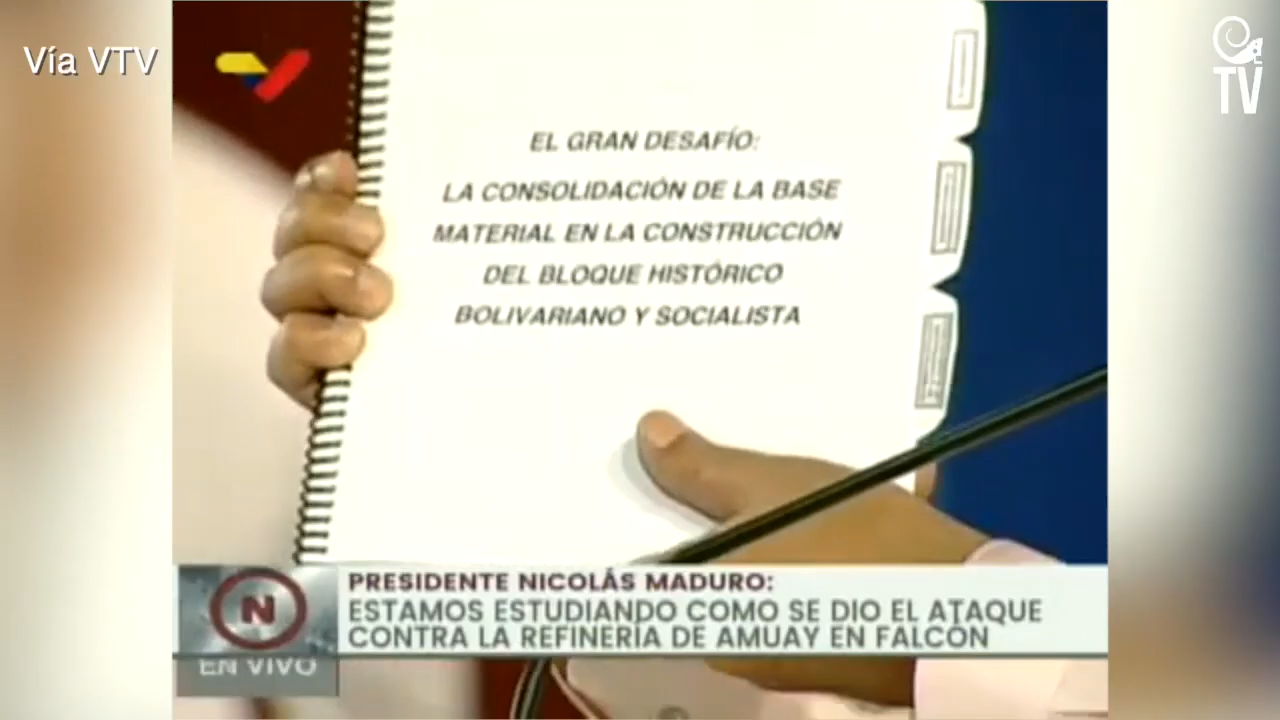 Vía VTV
TV
EL GRAN DESAFÍO:
LA CONSOLIDACIÓN DE LA BASE
MATERIAL EN LA CONSTRUCCIÓN
DEL BLOQUE HISTÓRICO
BOLIVARIANO Y SOCIALISTA
N
EN VIVO
PRESIDENTE NICOLÁS MADURO:
ESTAMOS ESTUDIANDO COMO SE DIO EL ATAQUE
CONTRA LA REFINERÍA DE AMUAY EN FALCÓN